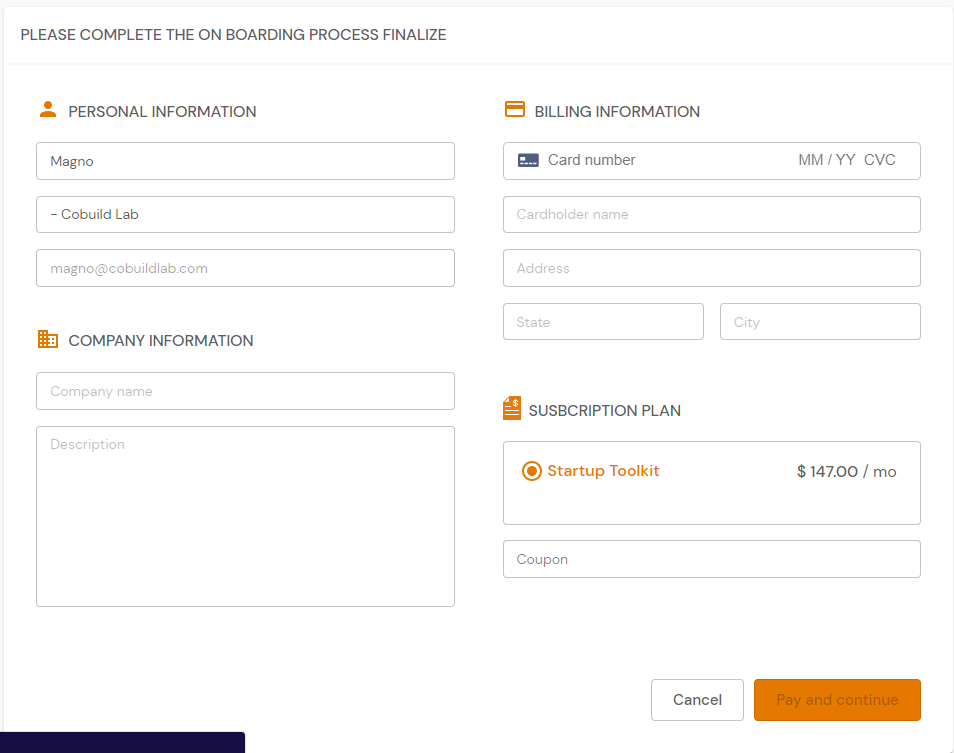 PLEASE COMPLETE THE ON BOARDING PROCESS FINALIZE
PERSONAL INFORMATION
Magno
- Cobuild Lab
magno@cobuildlab.com
COMPANY INFORMATION
Company name
Description
BILLING INFORMATION
Card number MM / YY CVC
Cardholder name
Address
State City
SUSBCRIPTION PLAN
Startup Toolkit $ 147.00 / mo
Coupon
Cancel Pay and continue